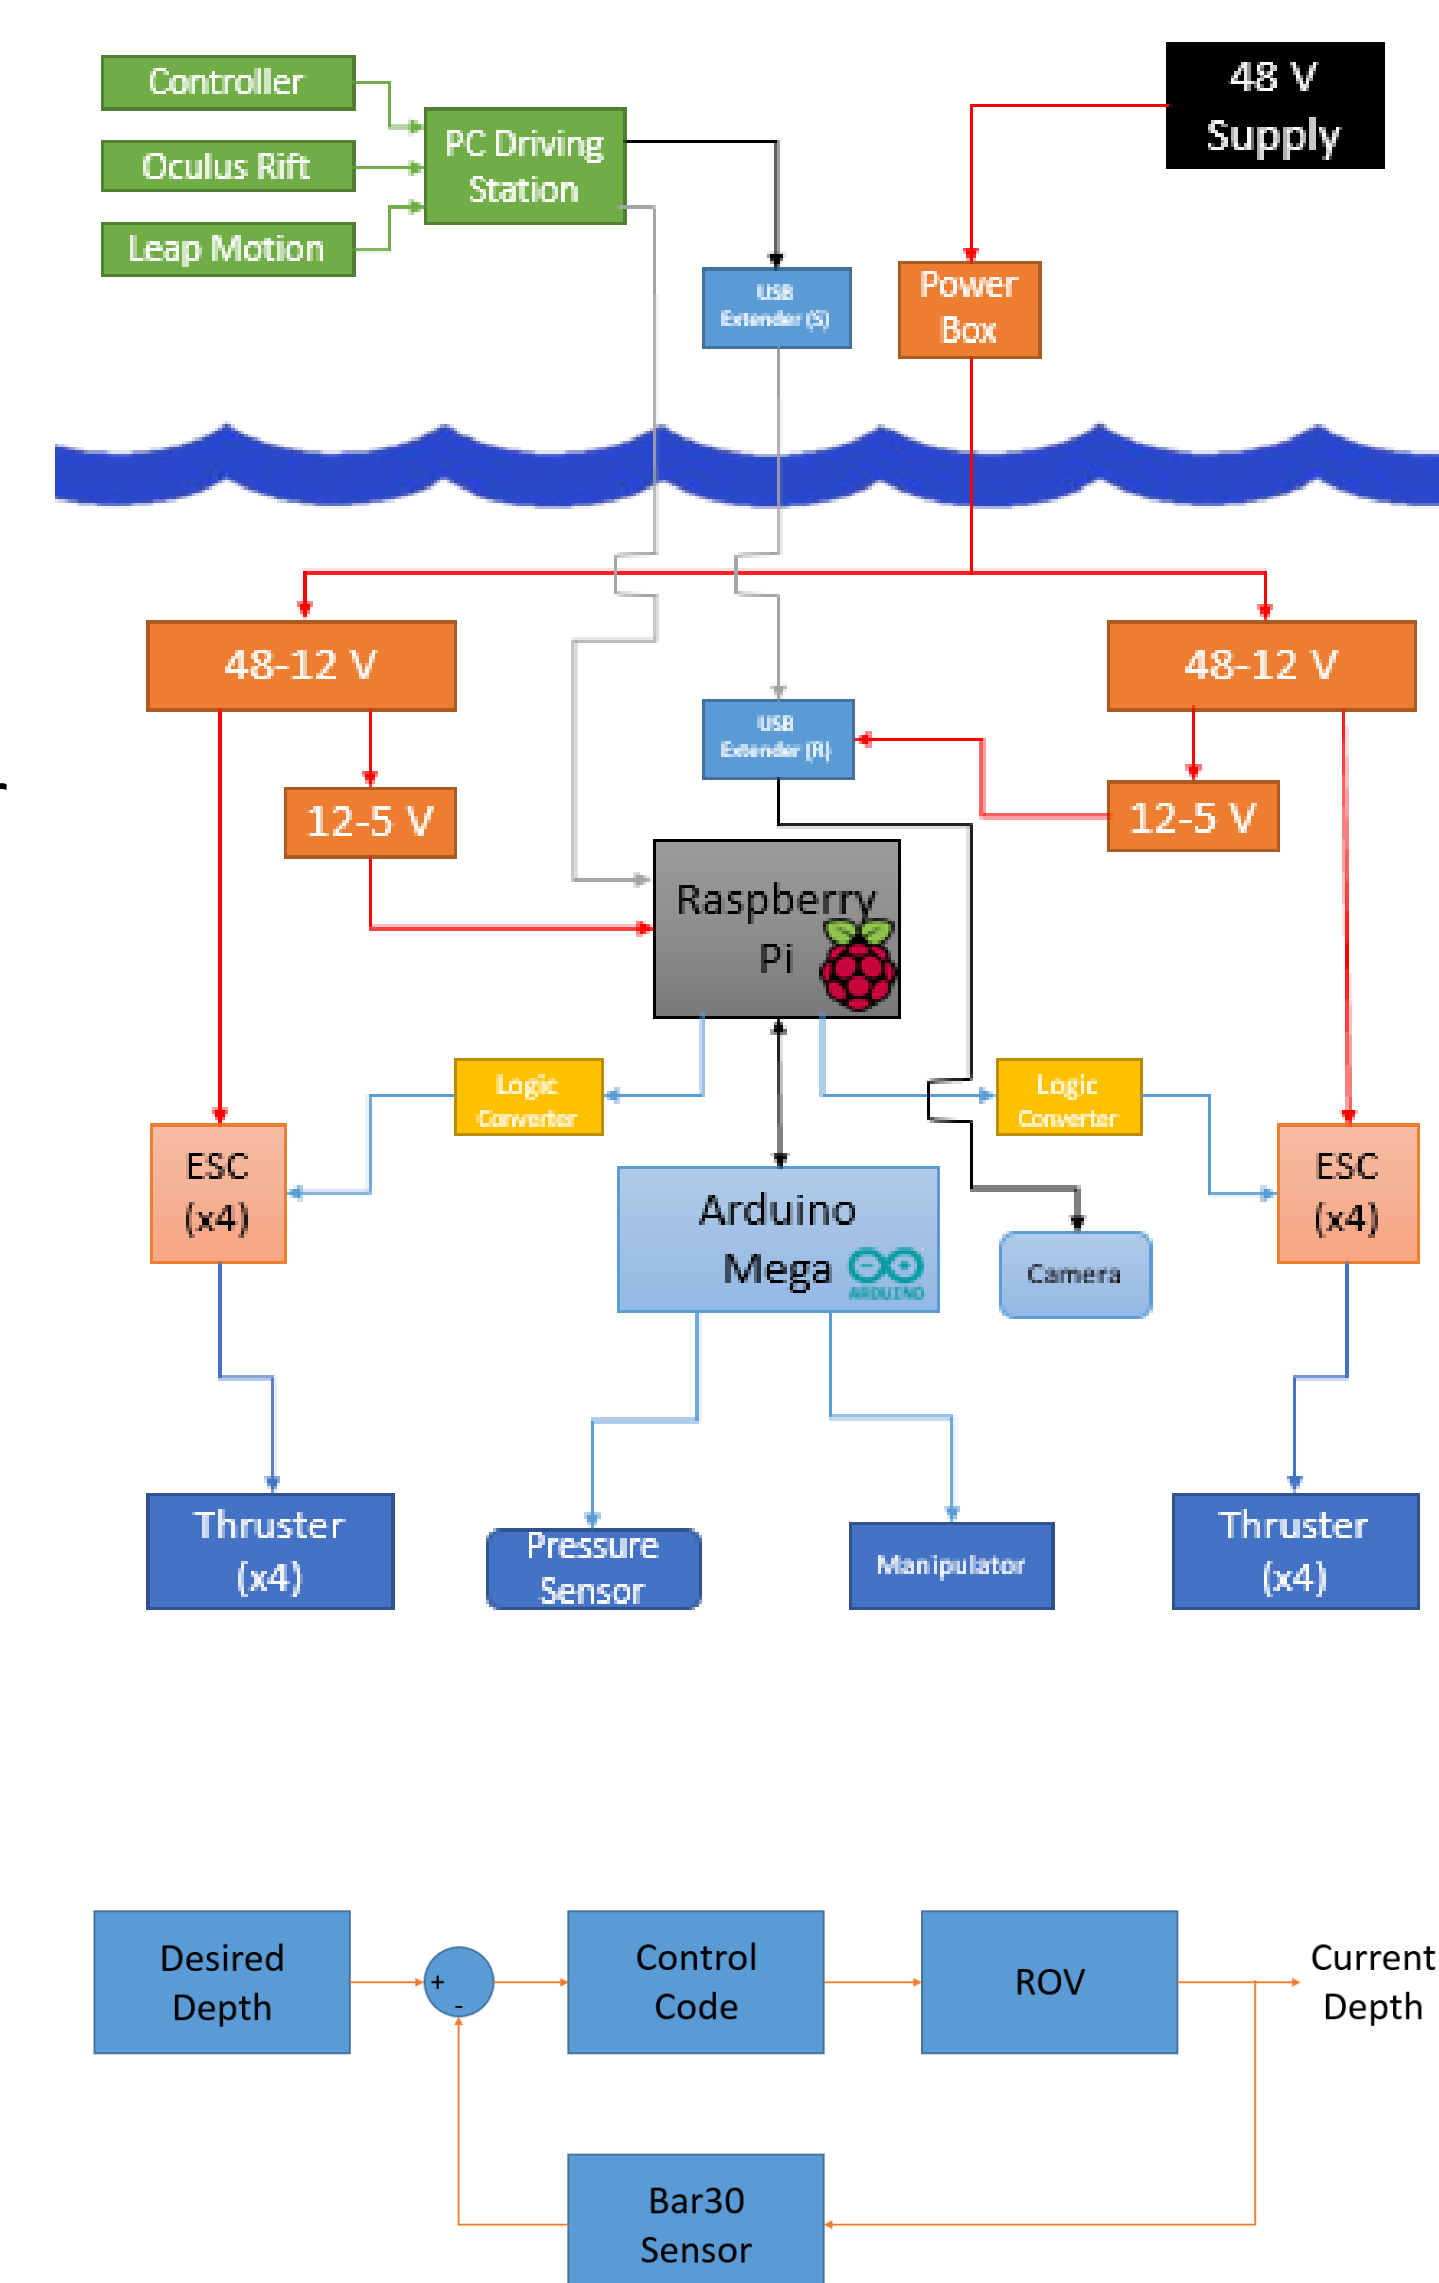 Controller
Oculus Rift
Leap Motion
PC Driving
Station
48 V
Supply
USB
Extender (S)
Power
Box
48-12 V
48-12 V
USB
Extender (R)
12-5 V
12-5 V
Raspberry
Pi
Logic
Converter
Logic
Converter
ESC
(x4)
Arduino
Mega
ARDUINO
Camera
ESC
(x4)
Thruster
(x4)
Pressure
Sensor
Manipulator
Thruster
(x4)
Desired
Depth
+
-
Control
Code
ROV
Current
Depth
Bar30
Sensor